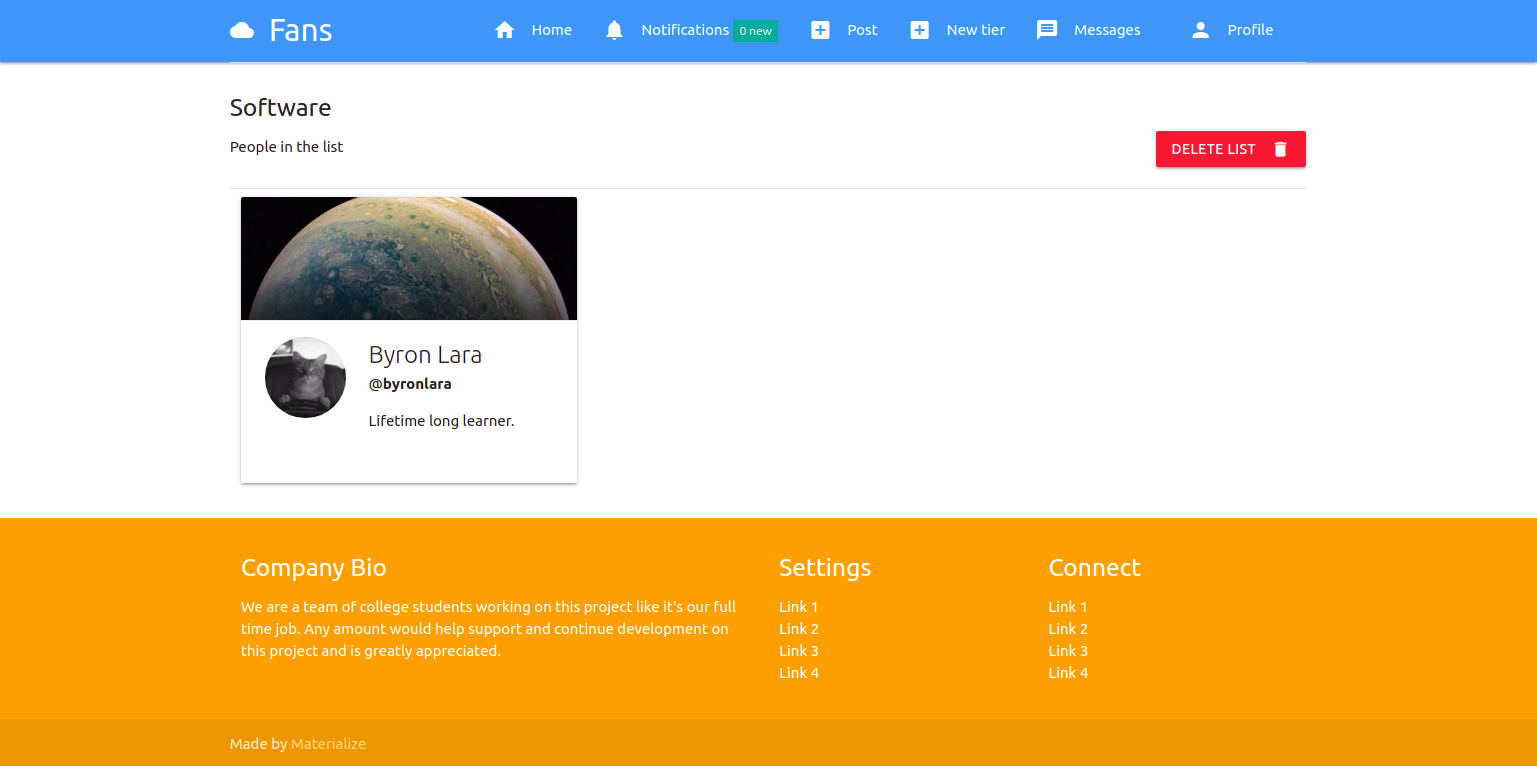 Fans
Home
Notifications 0 new
Post
New tier
Messages
Profile
Software
People in the list
DELETE LIST
Byron Lara
@byronlara
Lifetime long learner.
Company Bio
We are a team of college students working on this project like it's our full
time job. Any amount would help support and continue development on
this project and is greatly appreciated.
Settings
Link 1
Link 2
Link 3
Link 4
Connect
Link 1
Link 2
Link 3
Link 4
Made by Materialize